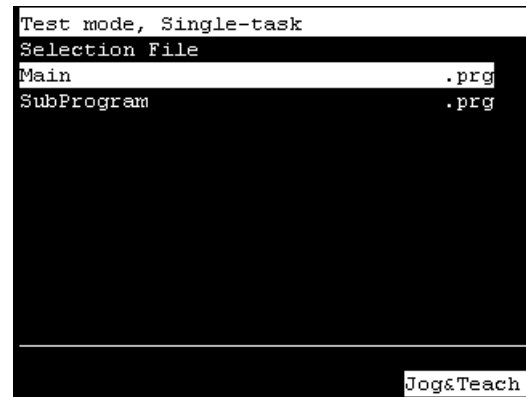 Test mode, Single-task
Selection File
Main .prg
SubProgram .prg
Jog&Teach